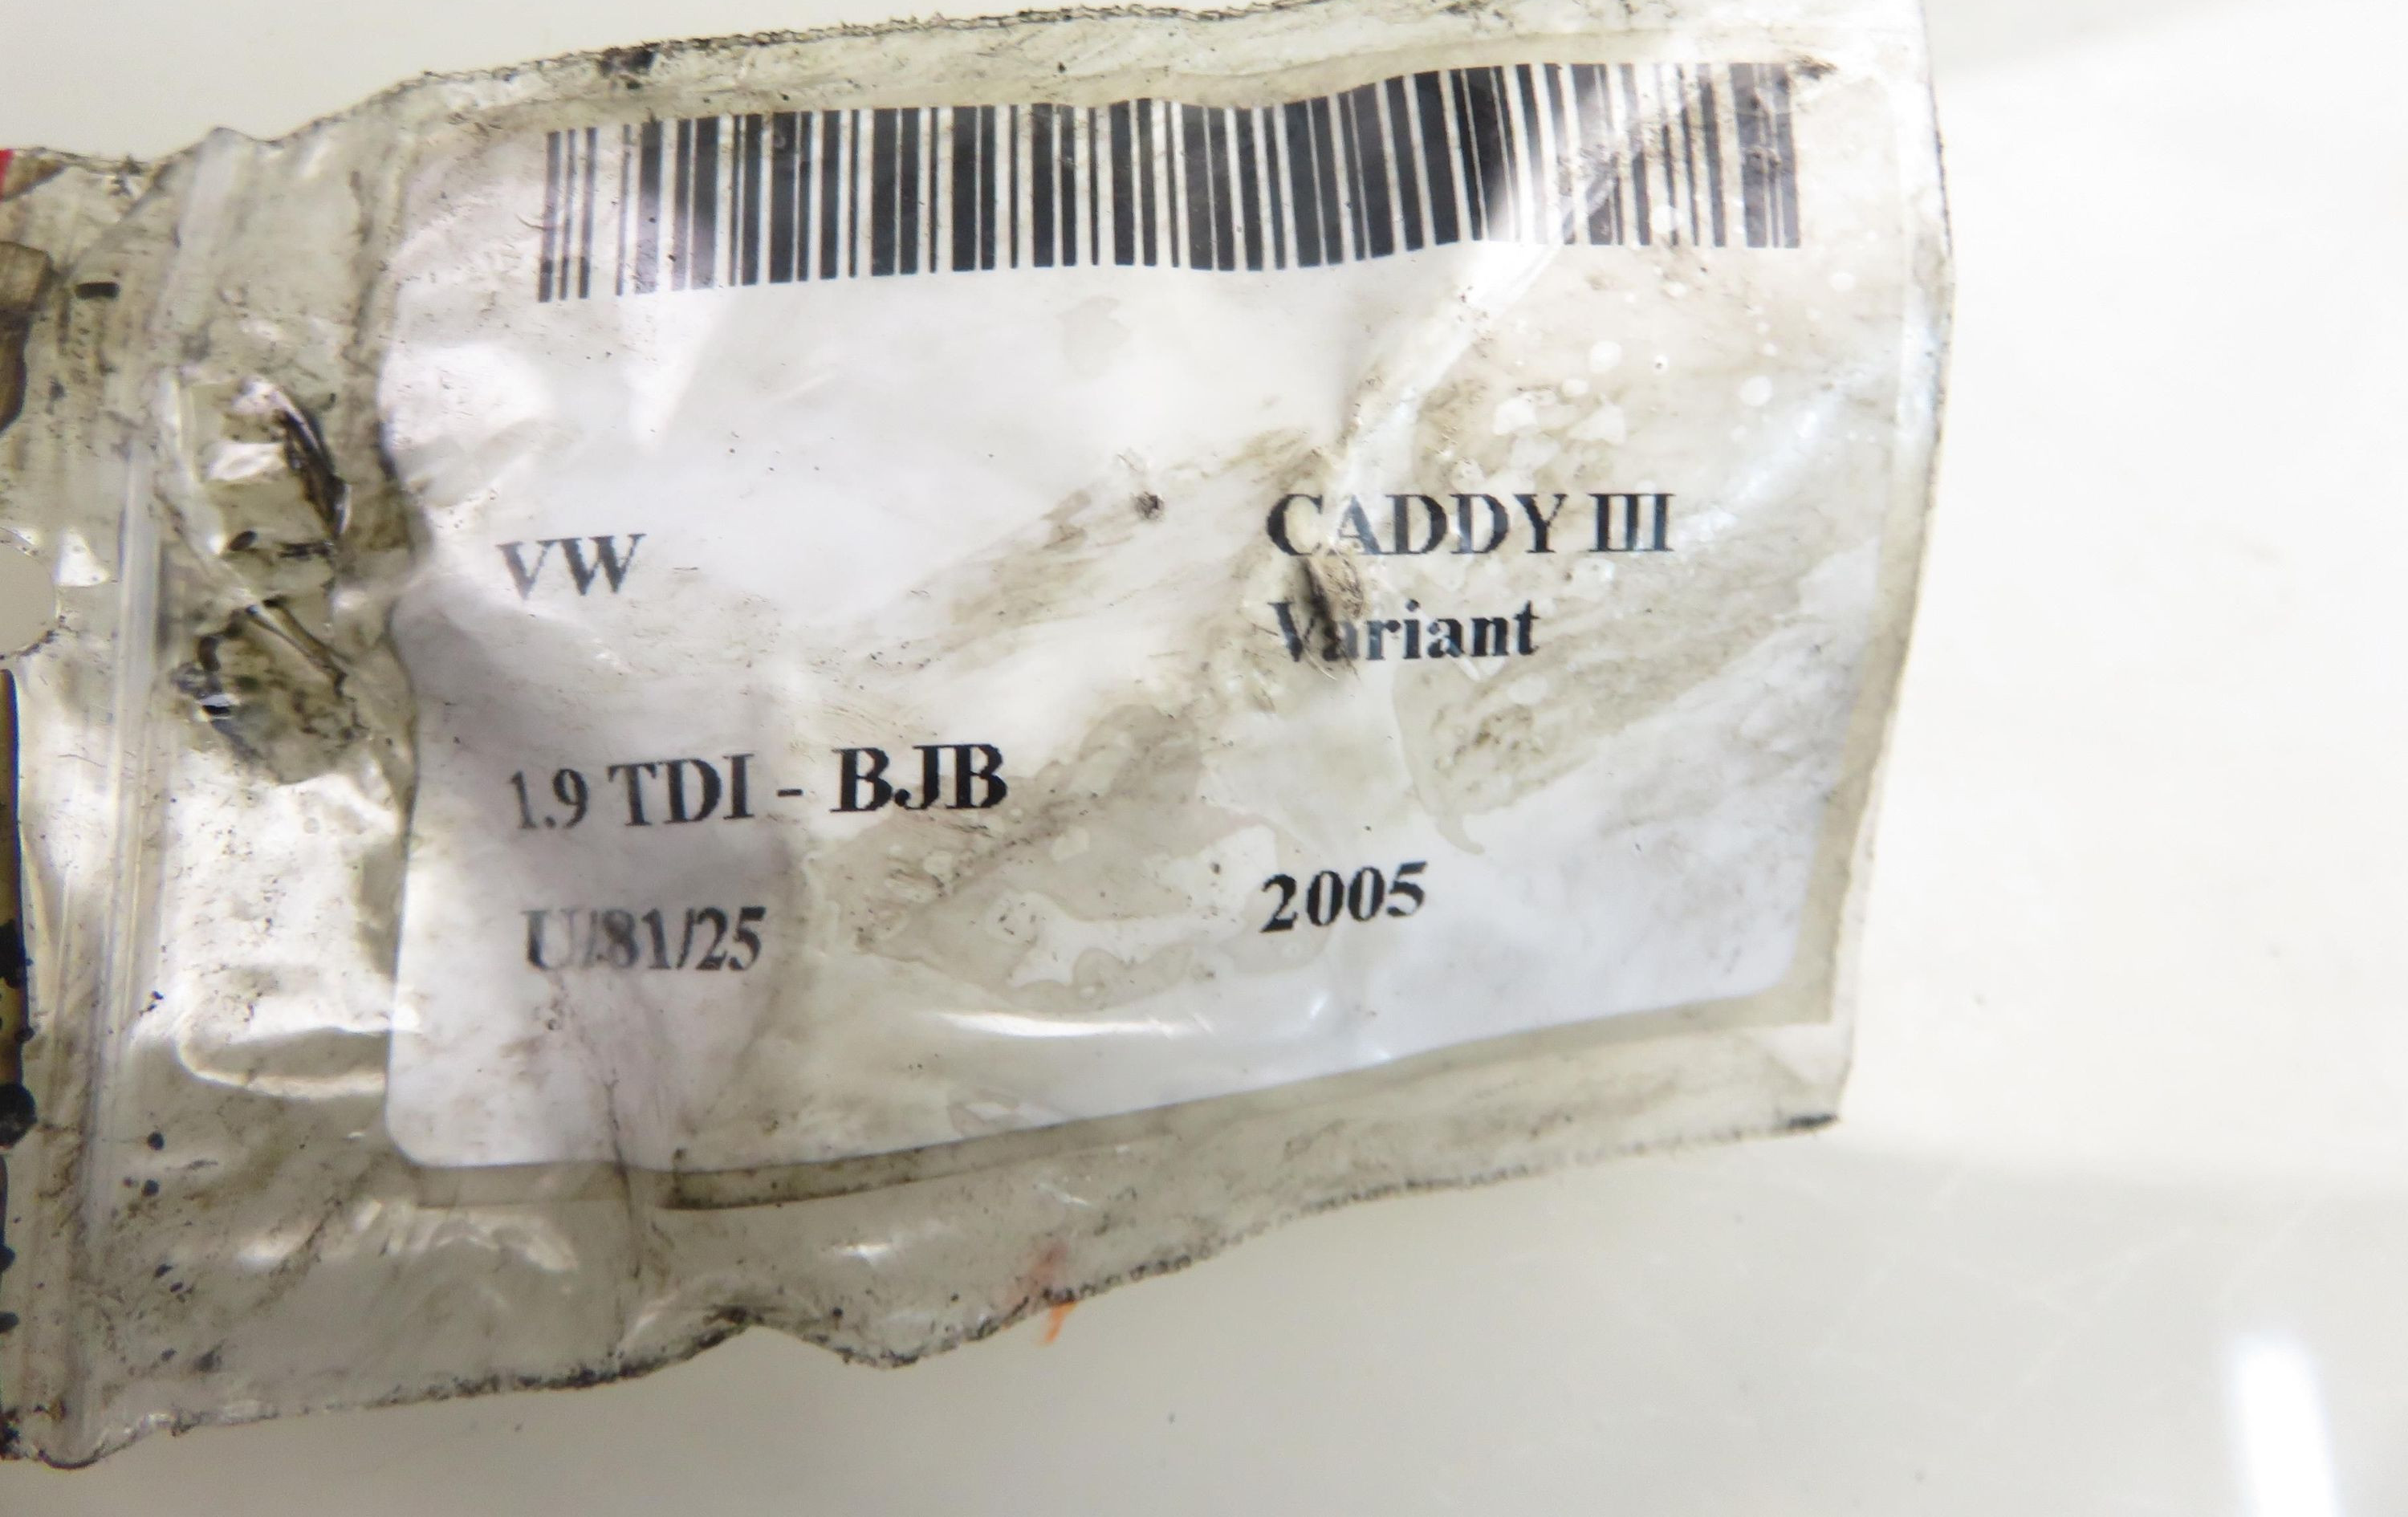 VW
CADDY III
Variant
1.9 TDI - BJB
U/81/25
2005